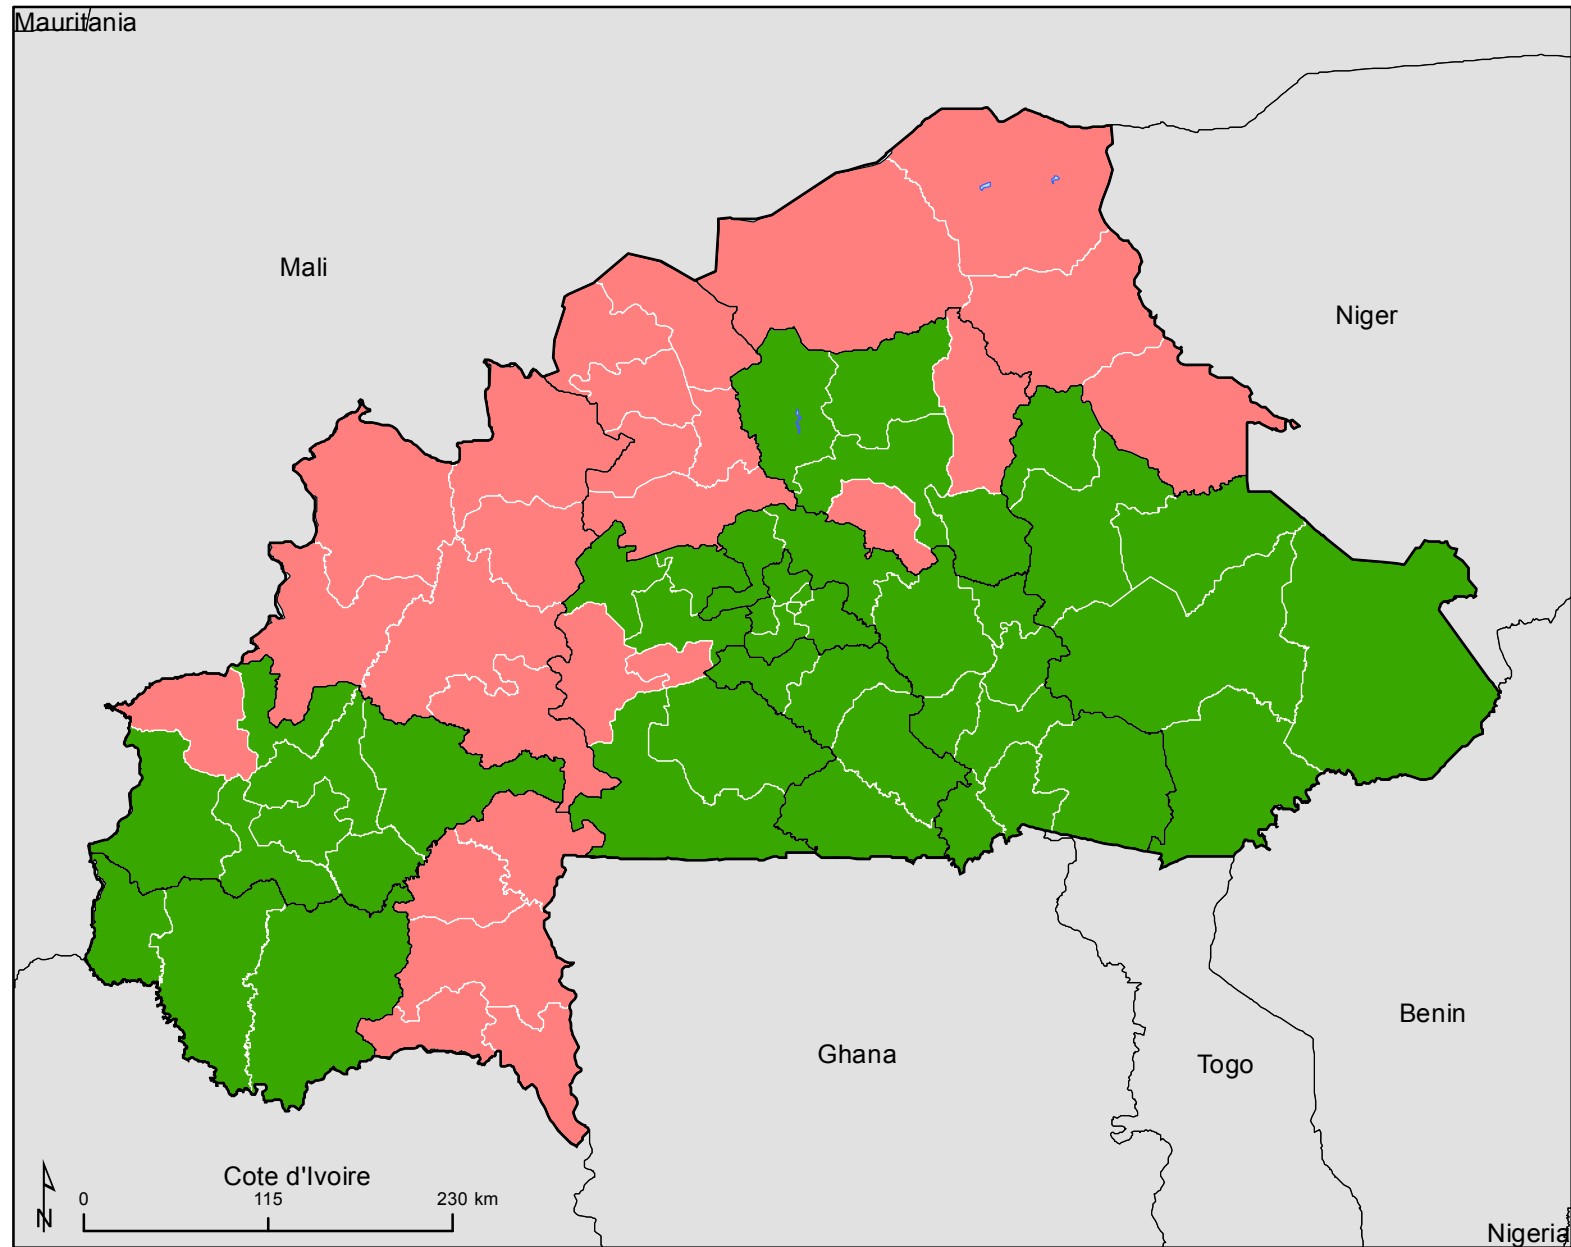 Mauritania
Mali
Niger
Benin
Ghana
Togo
Cote d'Ivoire
0 115 230 km
N
Nigeria